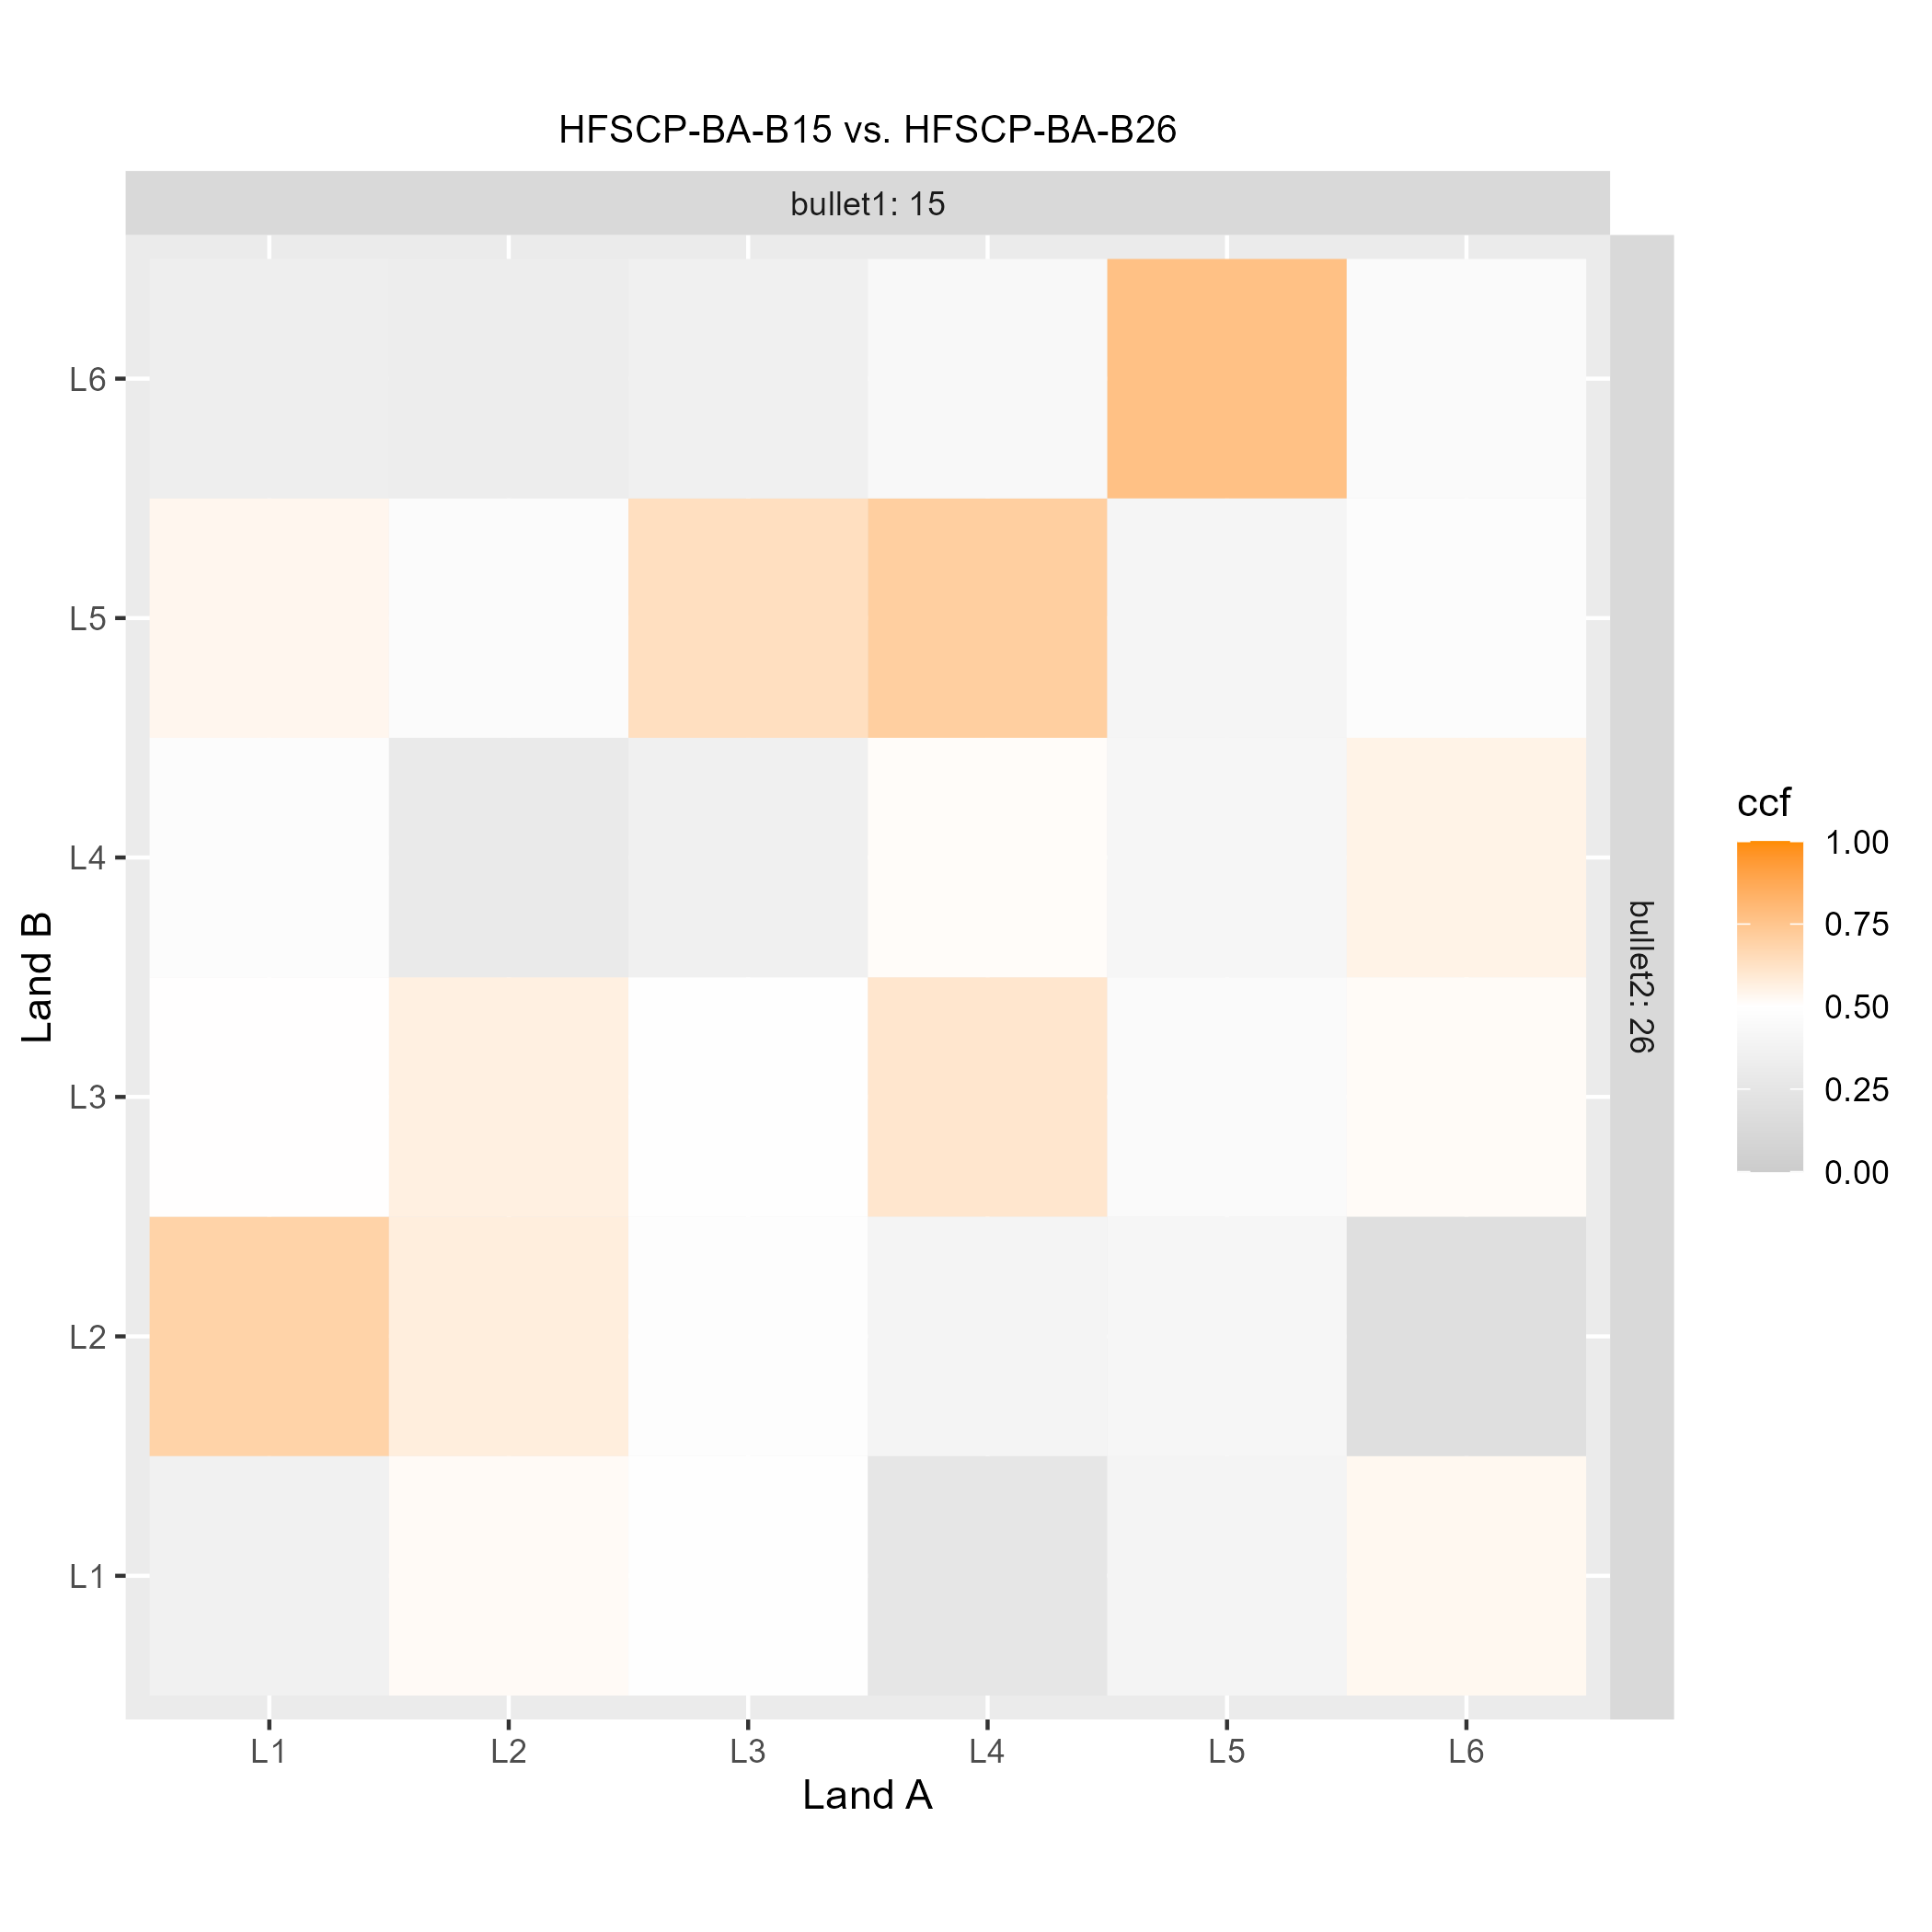 HFSCP-BA-B15 vs. HFSCP-BA-B26
bullet1: 15
L6
L5
L4
L3
L2
L1
Land B
L1 L2 L3 L4 L5 L6
Land A
bullet2: 26
ccf
1.00
0.75
0.50
0.25
0.00